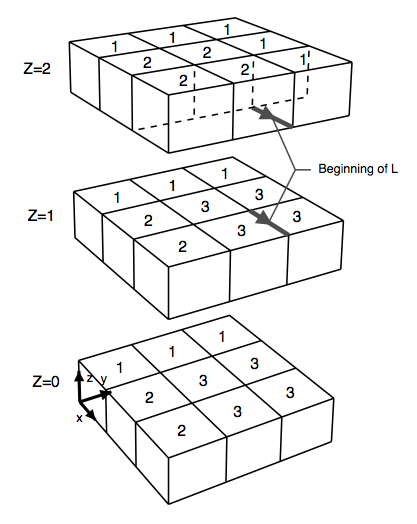 1 1 1
2 2 1
2 2 1
Z=2
Beginning of L
1 1 1
2 3 3
2 3 3
Z=1
1 1 1
2 3 3
2 3 3
Z=0
z y
x